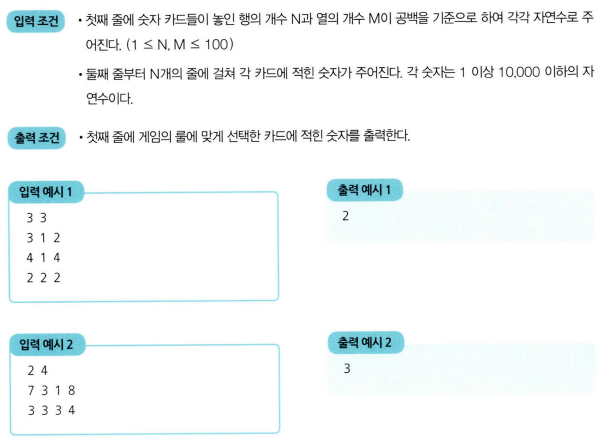 입력 조건
• 첫째 줄에 숫자 카드들이 놓인 행의 개수 N과 열의 개수 M이 공백을 기준으로 하여 각각 자연수로 주
어진다. (1 ≤ N, M ≤ 100)
• 둘째 줄부터 N개의 줄에 걸쳐 각 카드에 적힌 숫자가 주어진다. 각 숫자는 1 이상 10,000 이하의 자
연수이다.
출력 조건
• 첫째 줄에 게임의 룰에 맞게 선택한 카드에 적힌 숫자를 출력한다.
입력 예시 1
3 3
3 1 2
4 1 4
2 2 2
출력 예시 1
2
입력 예시 2
2 4
7 3 1 8
3 3 3 4
출력 예시 2
3